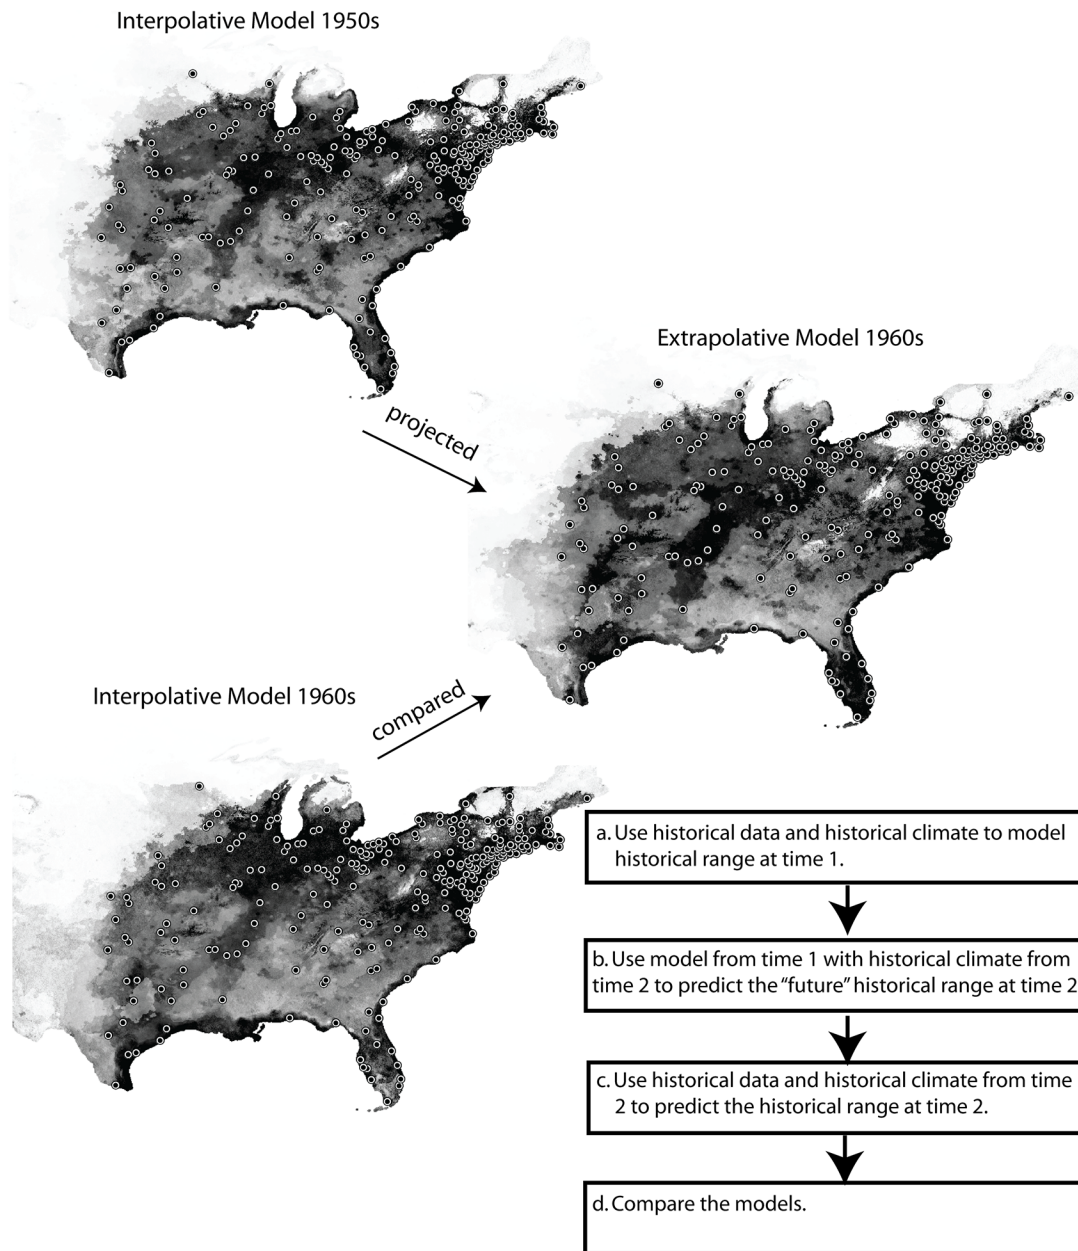 Interpolative Model 1950s
Extrapolative Model 1960s
projected
Interpolative Model 1960s
compared
a. Use historical data and historical climate to model
historical range at time 1.
b. Use model from time 1 with historical climate from
time 2 to predict the “future” historical range at time 2
c. Use historical data and historical climate from time
2 to predict the historical range at time 2.
d. Compare the models.